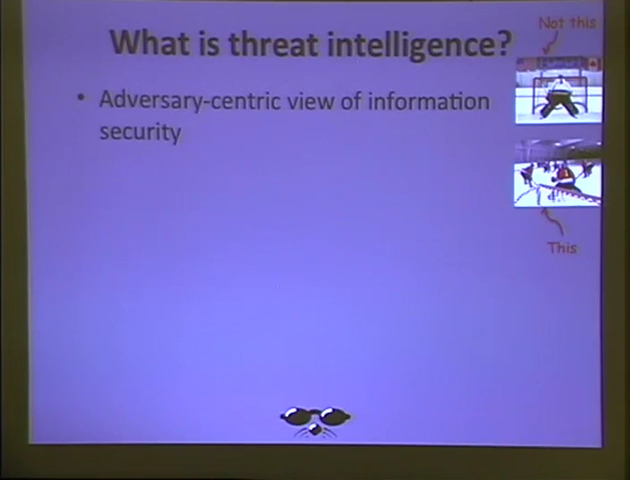 Not this
What is threat intelligence?
• Adversary-centric view of information
security
This